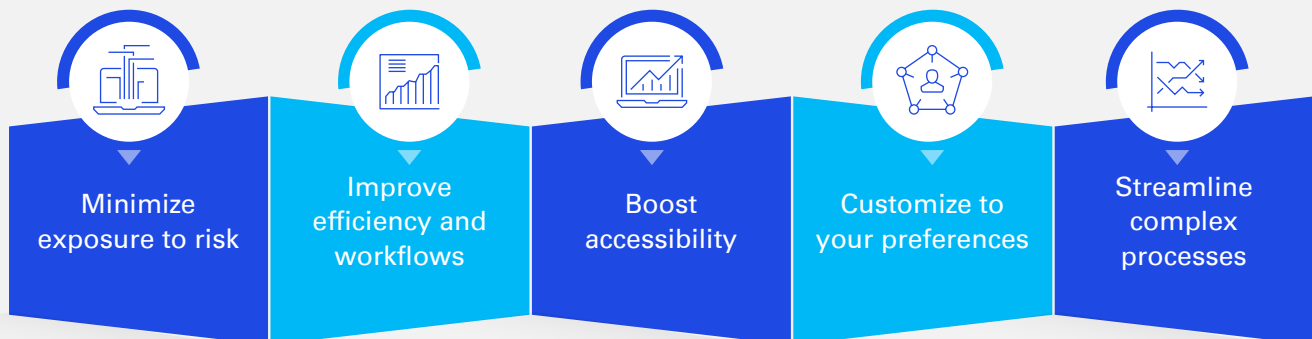 Minimize
exposure to risk
Improve
efficiency and
workflows
Boost
accessibility
Customize to
your preferences
Streamline
complex
processes